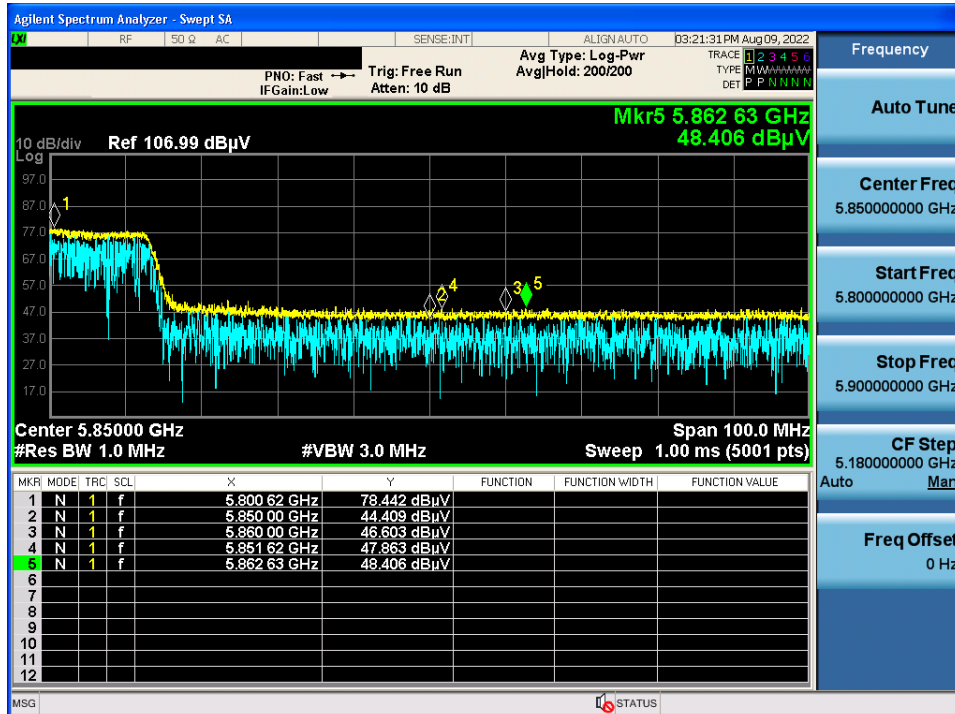 Agilent Spectrum Analyzer - Swept SA
LXI RF 50 Ω AC SENSE:INT ALIGN AUTO 03:21:31 PM Aug 09, 2022
PNO: Fast Trig: Free Run Avg Type: Log-Pwr TRACE 1 2 3 4 5 6
IFGain:Low Atten: 10 dB Avg|Hold: 200/200 TYPE M W
DET P P N N N N
Mkr5 5.862 63 GHz
48.406 dBµV
10 dB/div Ref 106.99 dBµV
Log
97.0
87.0
77.0
67.0
57.0
47.0
37.0
27.0
17.0
1
2
4
3
5
Center 5.85000 GHz Span 100.0 MHz
#Res BW 1.0 MHz #VBW 3.0 MHz Sweep 1.00 ms (5001 pts)
MKR MODE TRC SCL X Y FUNCTION FUNCTION WIDTH FUNCTION VALUE
1 N 1 f 5.800 62 GHz 78.442 dBµV
2 N 1 f 5.850 00 GHz 44.409 dBµV
3 N 1 f 5.860 00 GHz 46.603 dBµV
4 N 1 f 5.851 62 GHz 47.863 dBµV
5 N 1 f 5.862 63 GHz 48.406 dBµV
6
7
8
9
10
11
12
MSG STATUS
Frequency
Auto Tune
Center Freq
5.850000000 GHz
Start Freq
5.800000000 GHz
Stop Freq
5.900000000 GHz
CF Step
5.180000000 GHz
Auto Man
Freq Offset
0 Hz